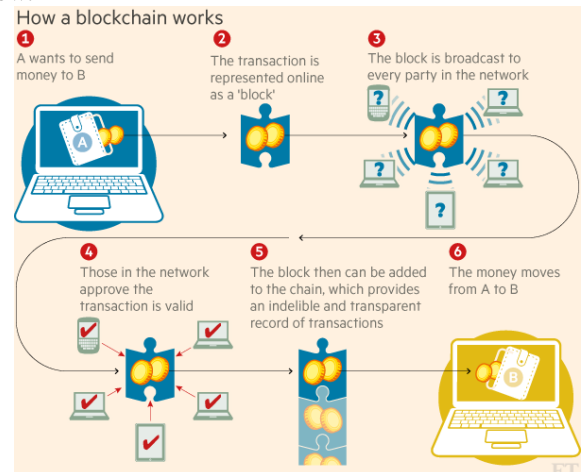 How a blockchain works
1
A wants to send
money to B
2
The transaction is
represented online
as a 'block'
3
The block is broadcast to
every party in the network
A
?
?
?
?
?
4
Those in the network
approve the
transaction is valid
5
The block then can be added
to the chain, which provides
an indelible and transparent
record of transactions
6
The money moves
from A to B
B
FT